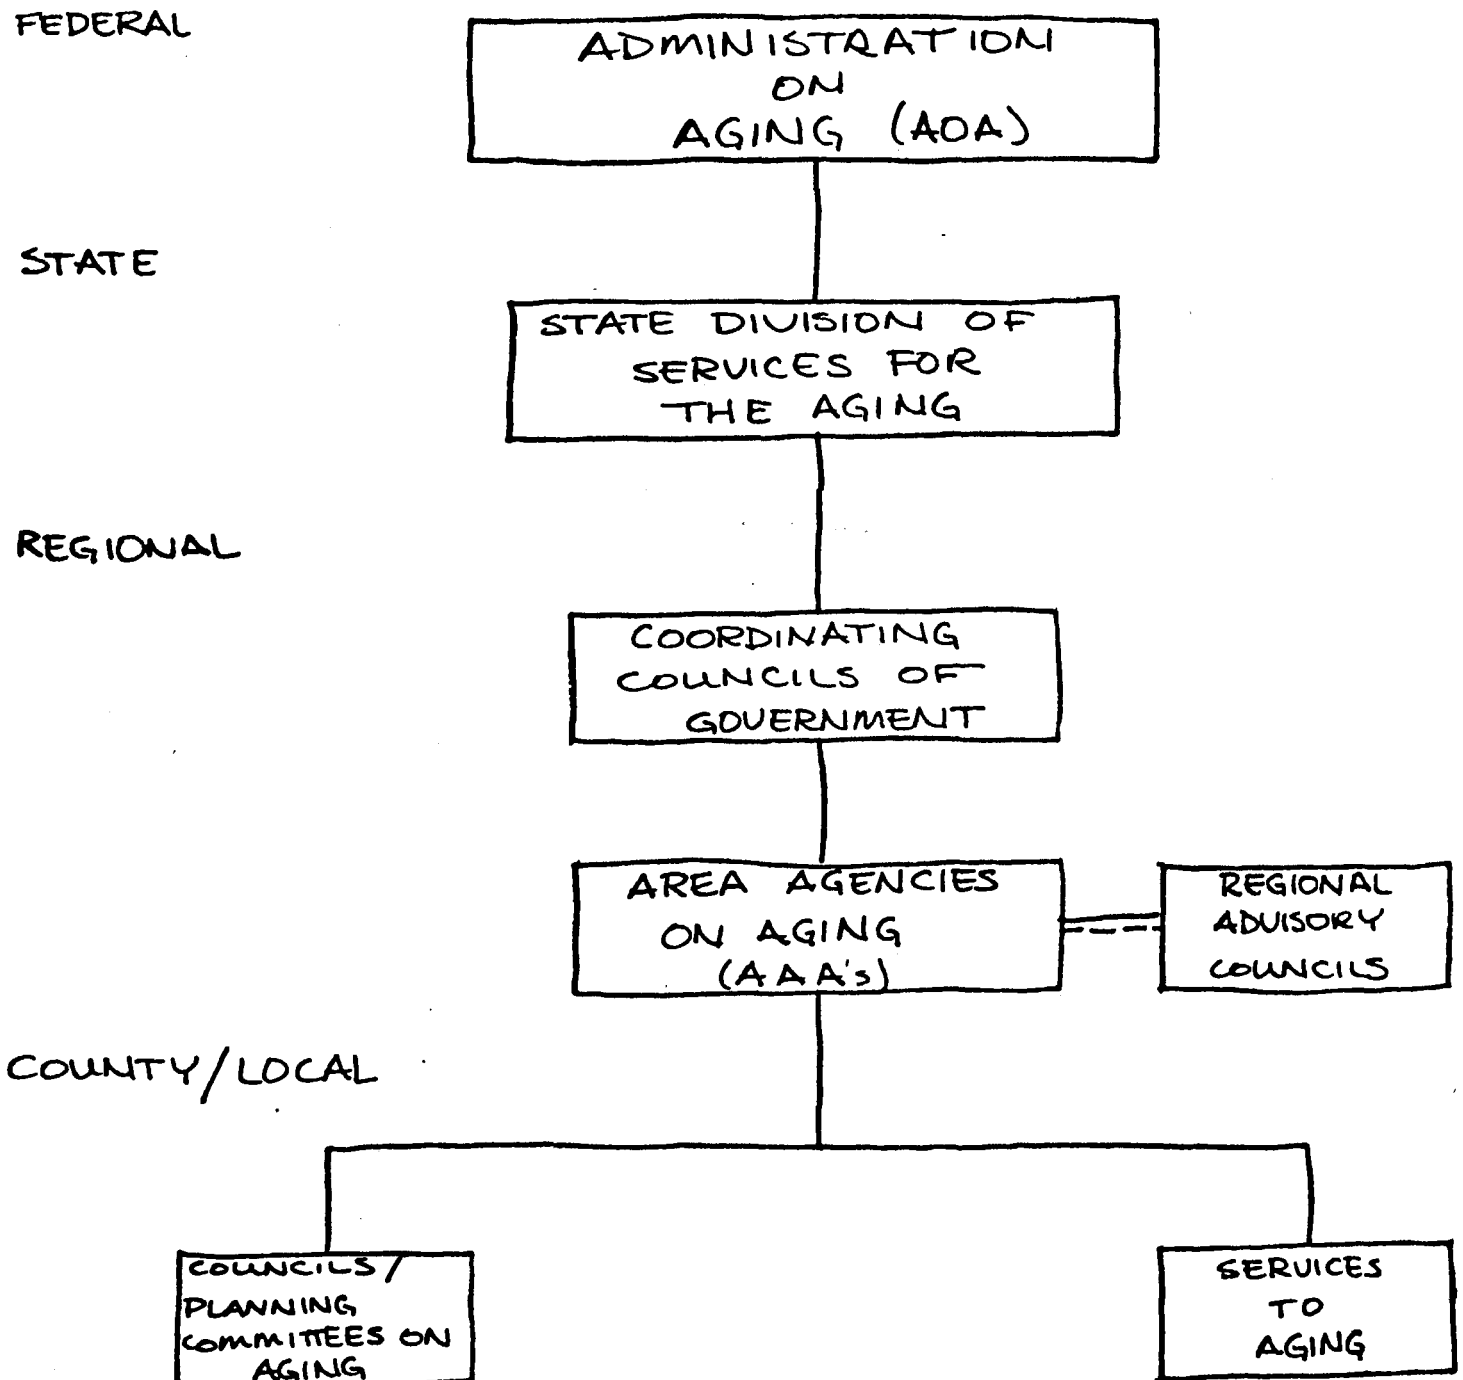 FEDERAL
ADMINISTRATION
ON
AGING (AOA)
STATE
STATE DIVISION OF
SERVICES FOR
THE AGING
REGIONAL
COORDINATING
COUNCILS OF
GOVERNMENT
AREA AGENCIES
ON AGING
(AAA's)
REGIONAL
ADVISORY
COUNCILS
COUNTY/LOCAL
COUNCILS/
PLANNING
COMMITTEES ON
AGING
SERVICES
TO
AGING